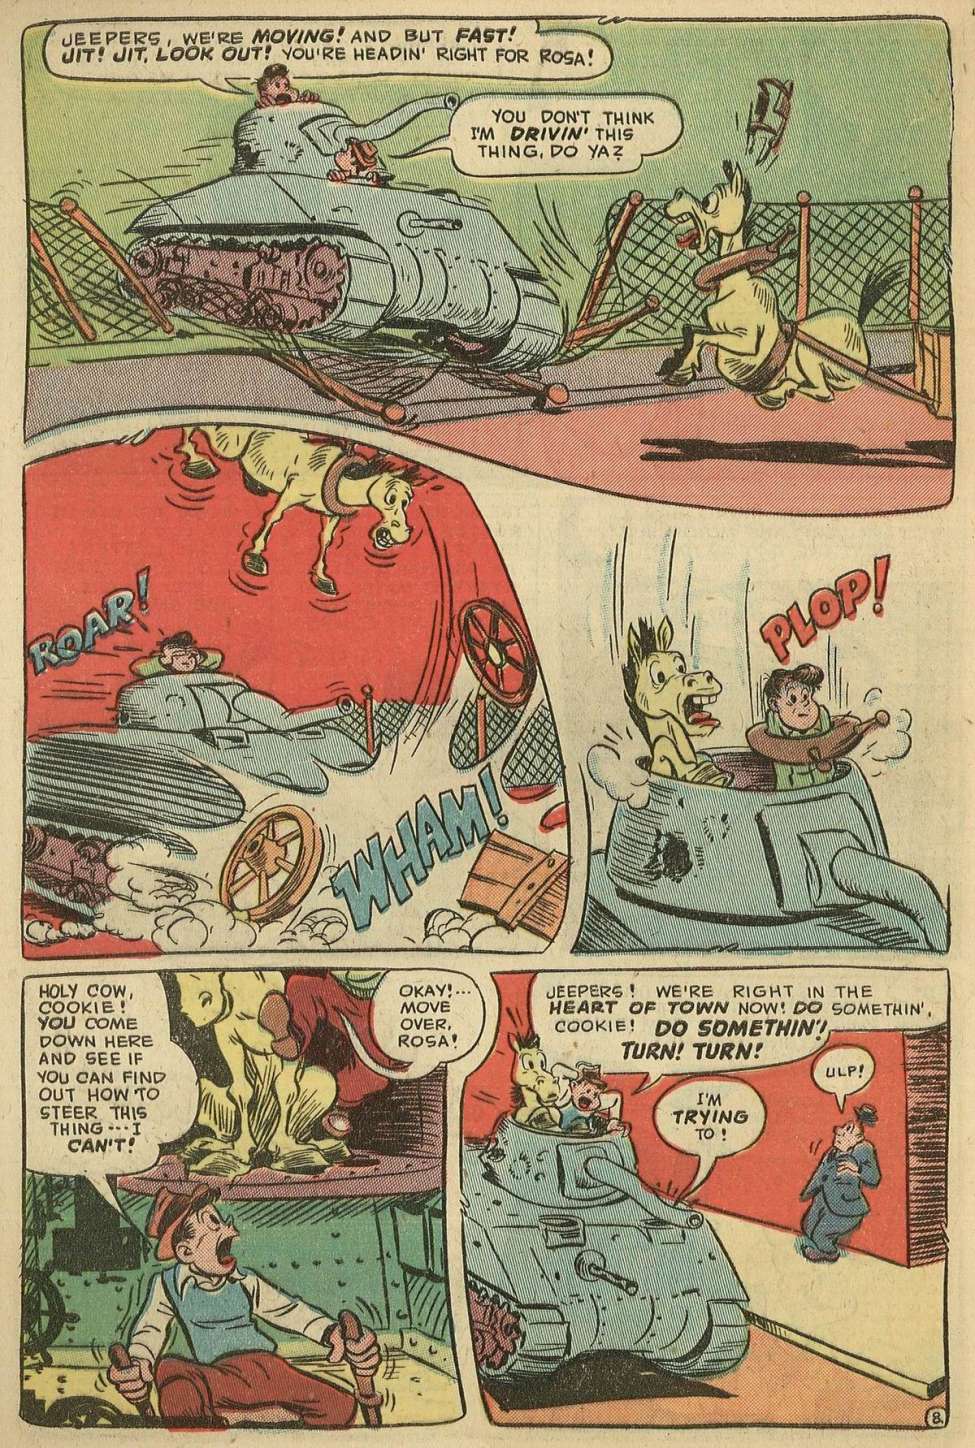 JEEPERS, WE'RE MOVING! AND BUT FAST!
JIT! JIT, LOOK OUT! YOU'RE HEADIN' RIGHT FOR ROSA!
YOU DON'T THINK
I'M DRIVIN' THIS
THING, DO YA?
ROAR!
WHAM!
PLOP!
HOLY COW,
COOKIE!
YOU COME
DOWN HERE
AND SEE IF
YOU CAN FIND
OUT HOW TO
STEER THIS
THING... I
CAN'T!
OKAY!...
MOVE
OVER,
ROSA!
JEEPERS! WE'RE RIGHT IN THE
HEART OF TOWN NOW! DO SOMETHIN',
COOKIE! DO SOMETHIN'!
TURN! TURN!
I'M
TRYING
TO!
ULP!
8.